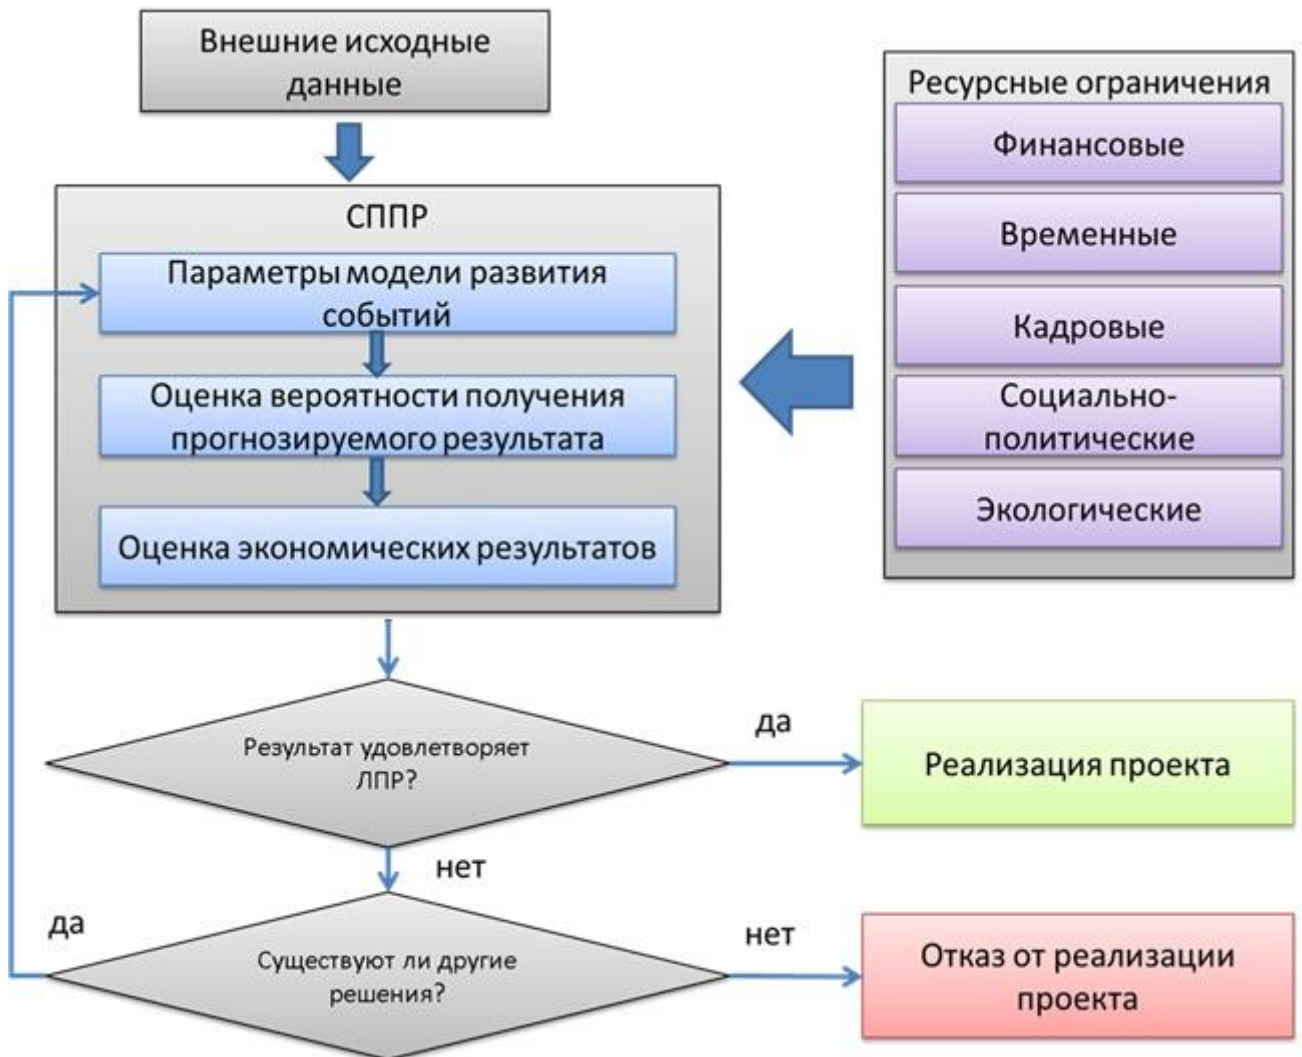 Внешние исходные
данные
Ресурсные ограничения
Финансовые
Временные
Кадровые
Социально-
политические
Экологические
СППР
Параметры модели развития
событий
Оценка вероятности получения
прогнозируемого результата
Оценка экономических результатов
Результат удовлетворяет
ЛПР?
да
Реализация проекта
нет
Существуют ли другие
решения?
да
нет
Отказ от реализации
проекта